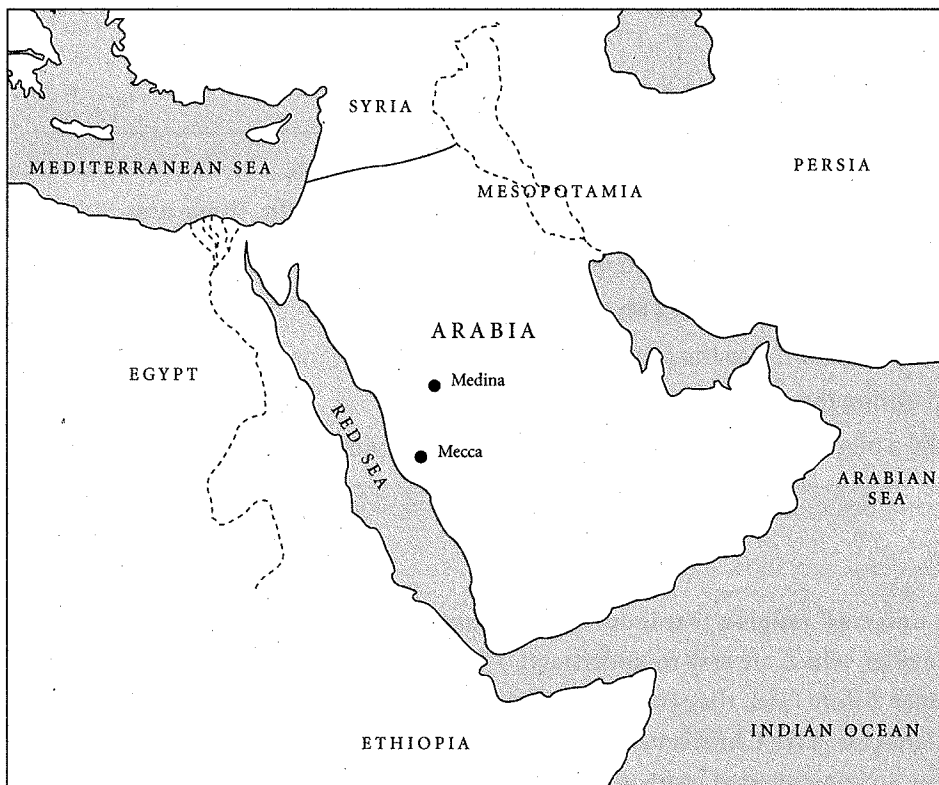 SYRIA
MEDITERRANEAN SEA
PERSIA
MESOPOTAMIA
ARABIA
EGYPT
Medina
RED SEA
Mecca
ARABIAN
SEA
INDIAN OCEAN
ETHIOPIA